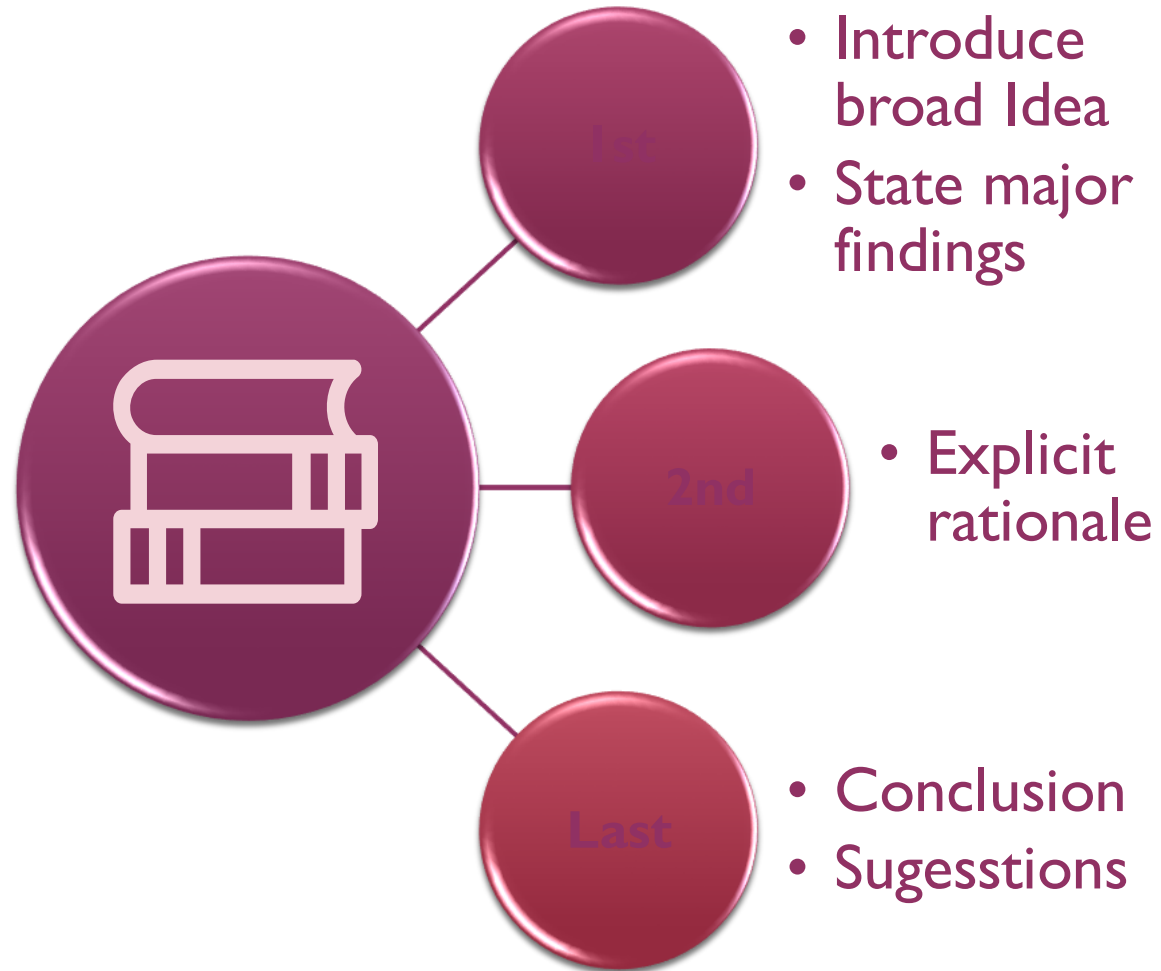 1st
• Introduce
broad Idea
• State major
findings
2nd
• Explicit
rationale
Last
• Conclusion
• Sugesstions